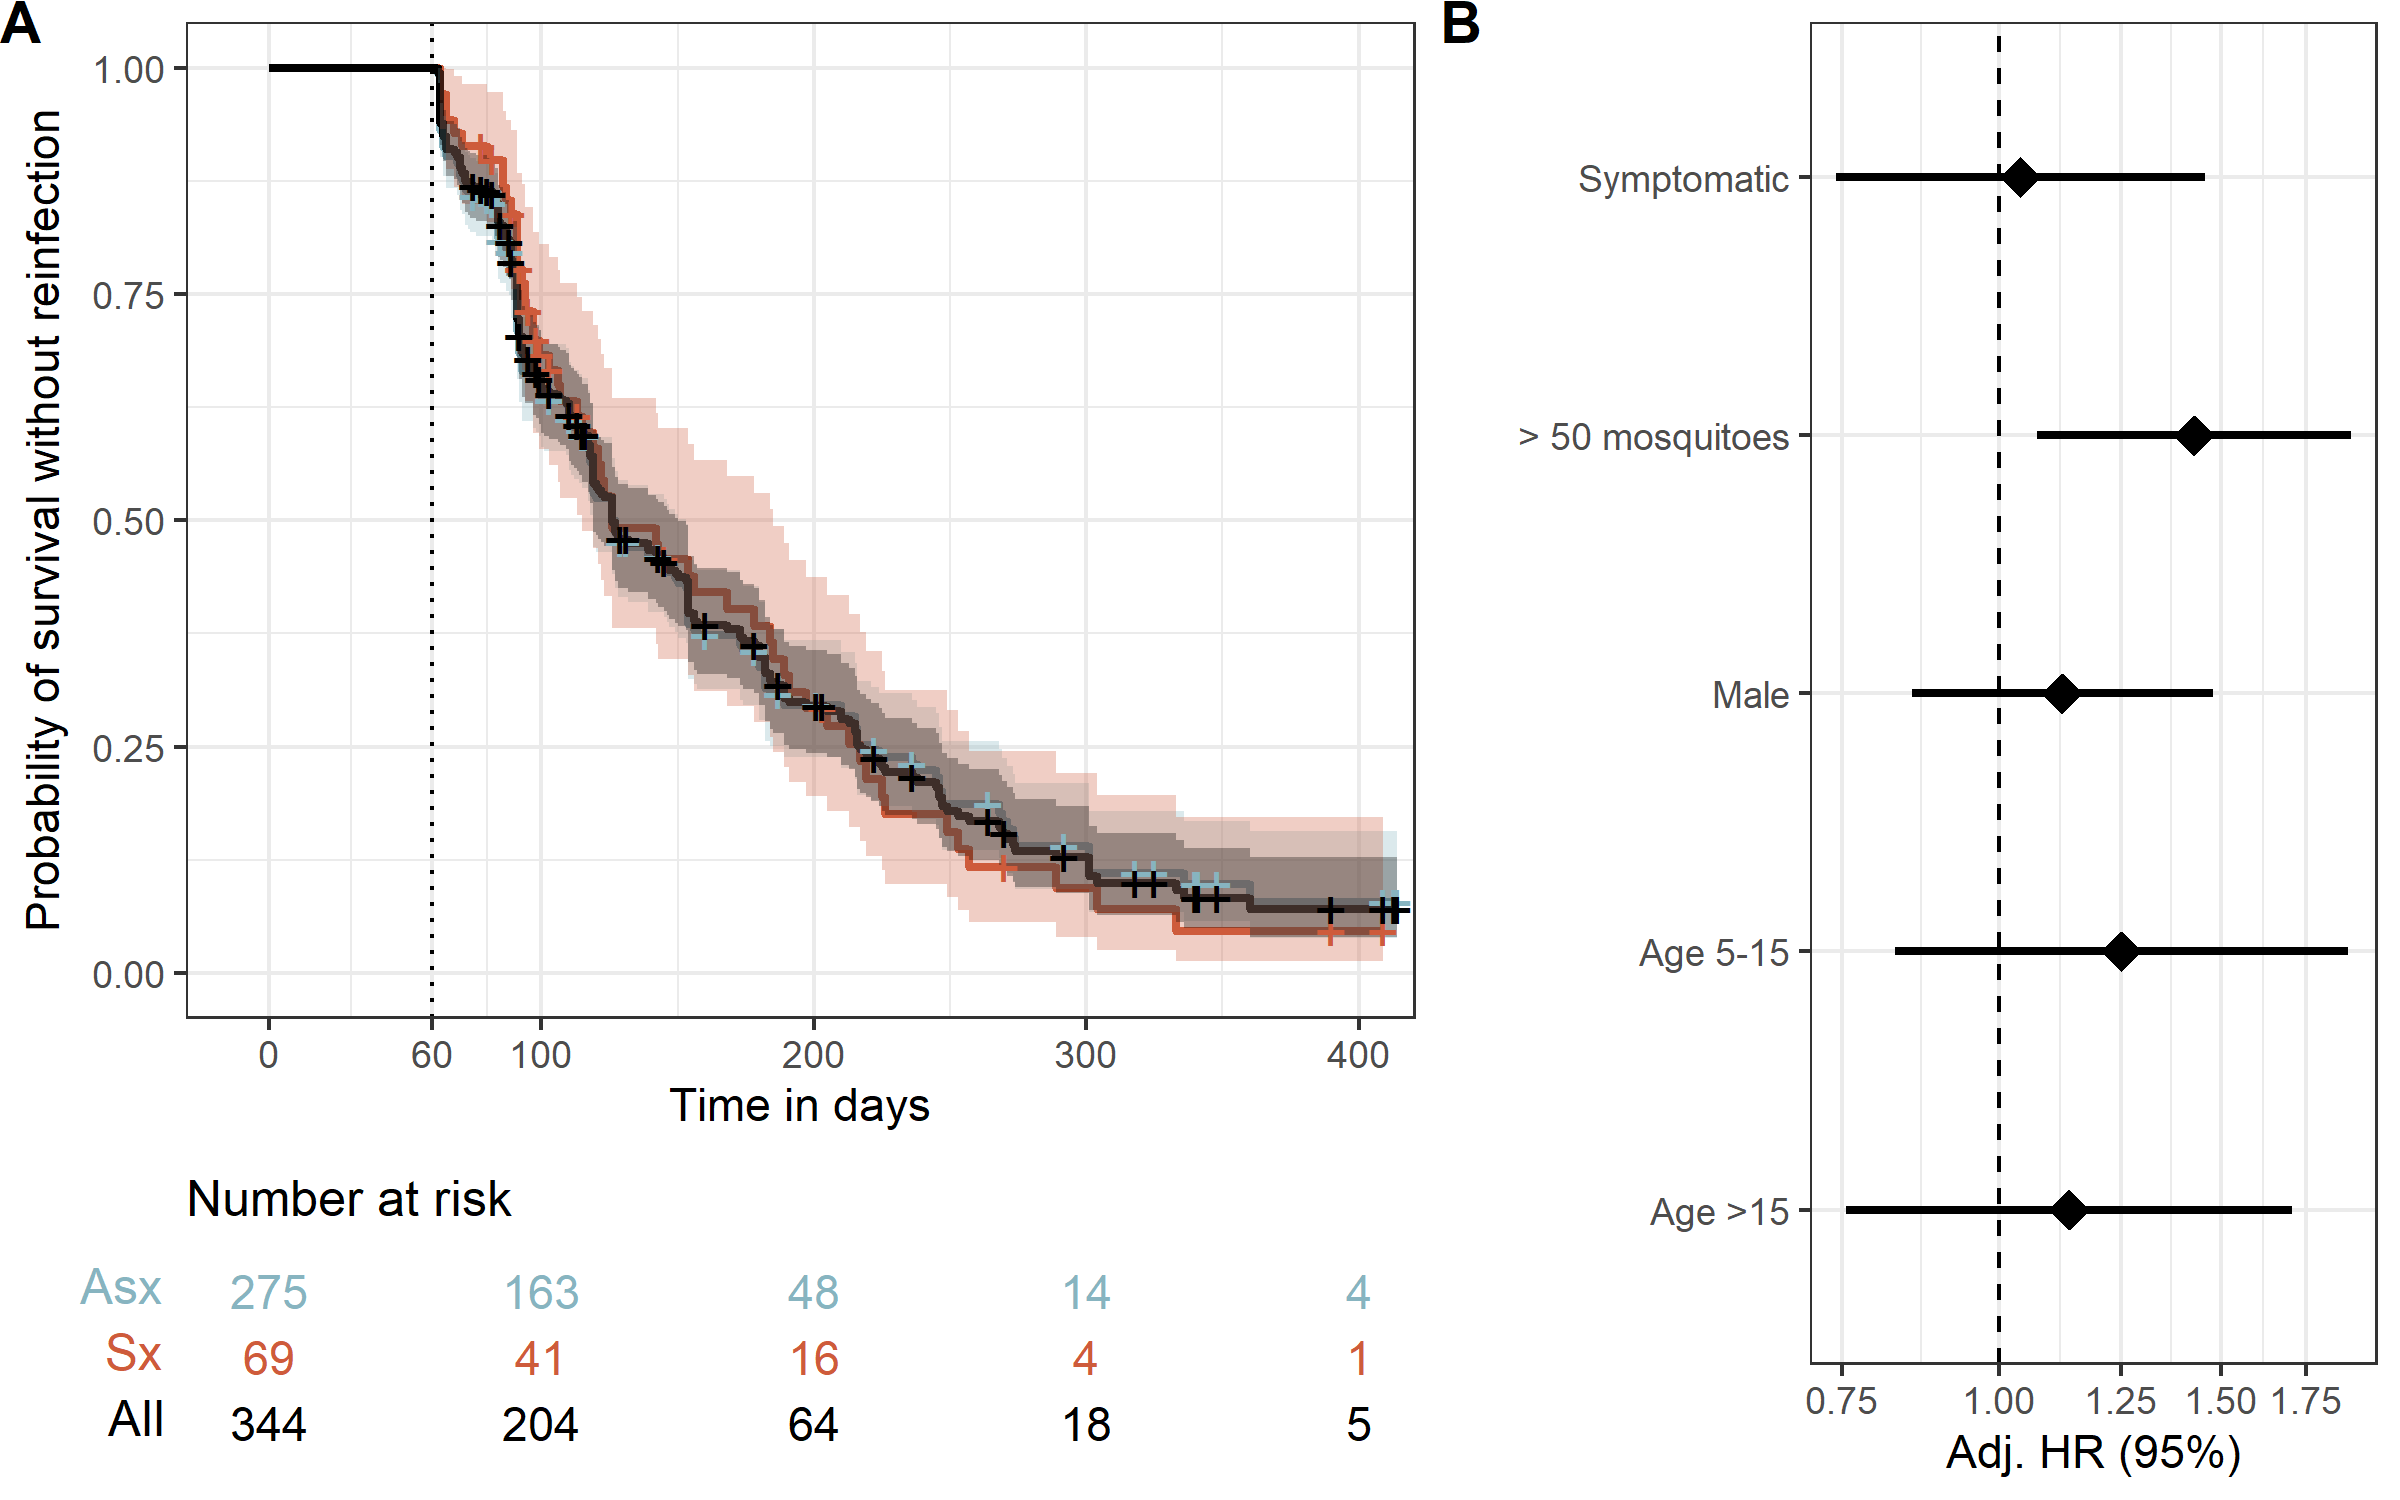 A
Probability of survival without reinfection
1.00
0.75
0.50
0.25
0.00
0 60 100 200 300 400
Time in days
Number at risk
Asx 275 163 48 14 4
Sx 69 41 16 4 1
All 344 204 64 18 5
B
Symptomatic
> 50 mosquitoes
Male
Age 5-15
Age >15
0.75 1.00 1.25 1.50 1.75
Adj. HR (95%)